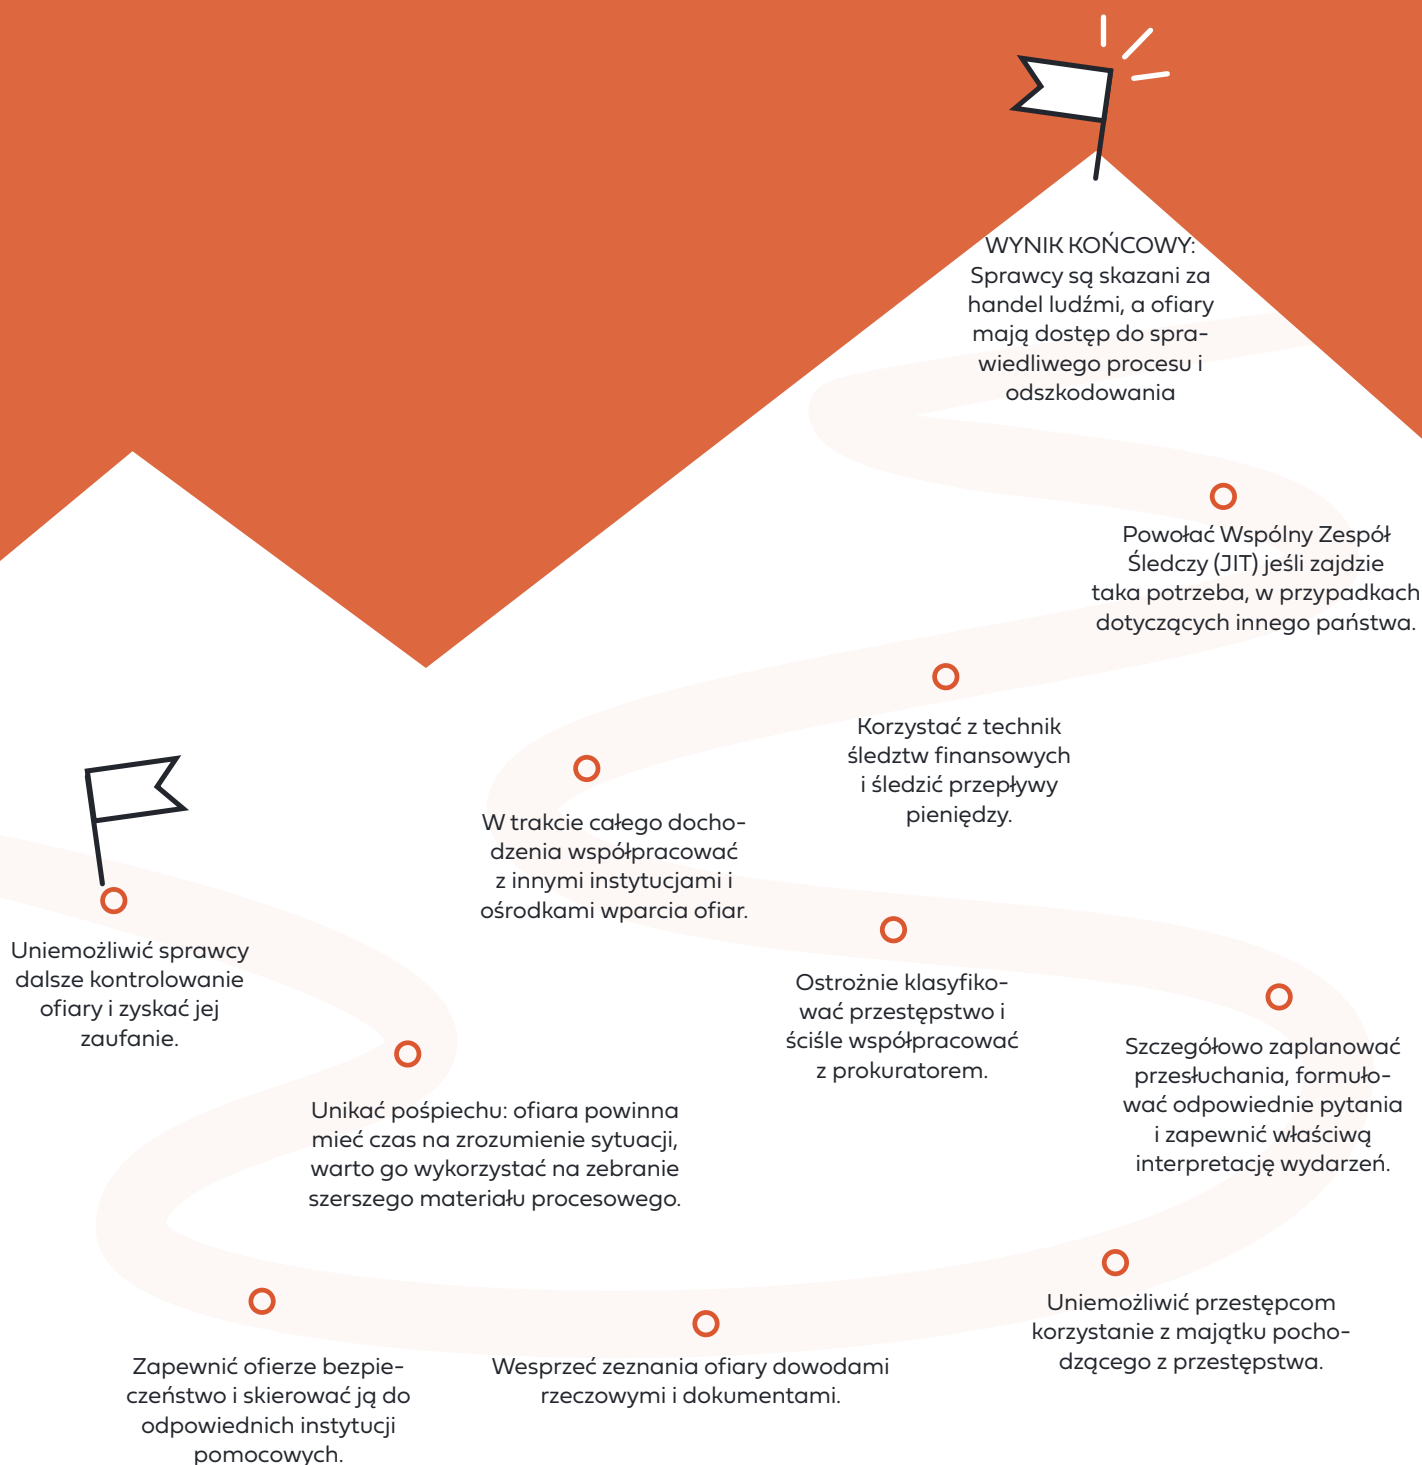 WYNIK KOŃCOWY:
Sprawcy są skazani za
handel ludźmi, a ofiary
mają dostęp do spra-
wiedliwego procesu i
odszkodowania
Powołać Wspólny Zespół
Śledczy (JIT) jeśli zajdzie
taka potrzeba, w przypadkach
dotyczących innego państwa.
Korzystać z technik
śledztw finansowych
i śledzić przepływy
pieniędzy.
W trakcie całego docho-
dzenia współpracować
z innymi instytucjami i
ośrodkami wparcia ofiar.
Uniemożliwić sprawcy
dalsze kontrolowanie
ofiary i zyskać jej
zaufanie.
Ostrożnie klasyfiko-
wać przestępstwo i
ściśle współpracować
z prokuratorem.
Szczegółowo zaplanować
przesłuchania, formuło-
wać odpowiednie pytania
i zapewnić właściwą
interpretację wydarzeń.
Unikać pośpiechu: ofiara powinna
mieć czas na zrozumienie sytuacji,
warto go wykorzystać na zebranie
szerszego materiału procesowego.
Uniemożliwić przestępcom
korzystanie z majątku pocho-
dzącego z przestępstwa.
Zapewnić ofierze bezpie-
czeństwo i skierować ją do
odpowiednich instytucji
pomocowych.
Wesprzeć zeznania ofiary dowodami
rzeczowymi i dokumentami.